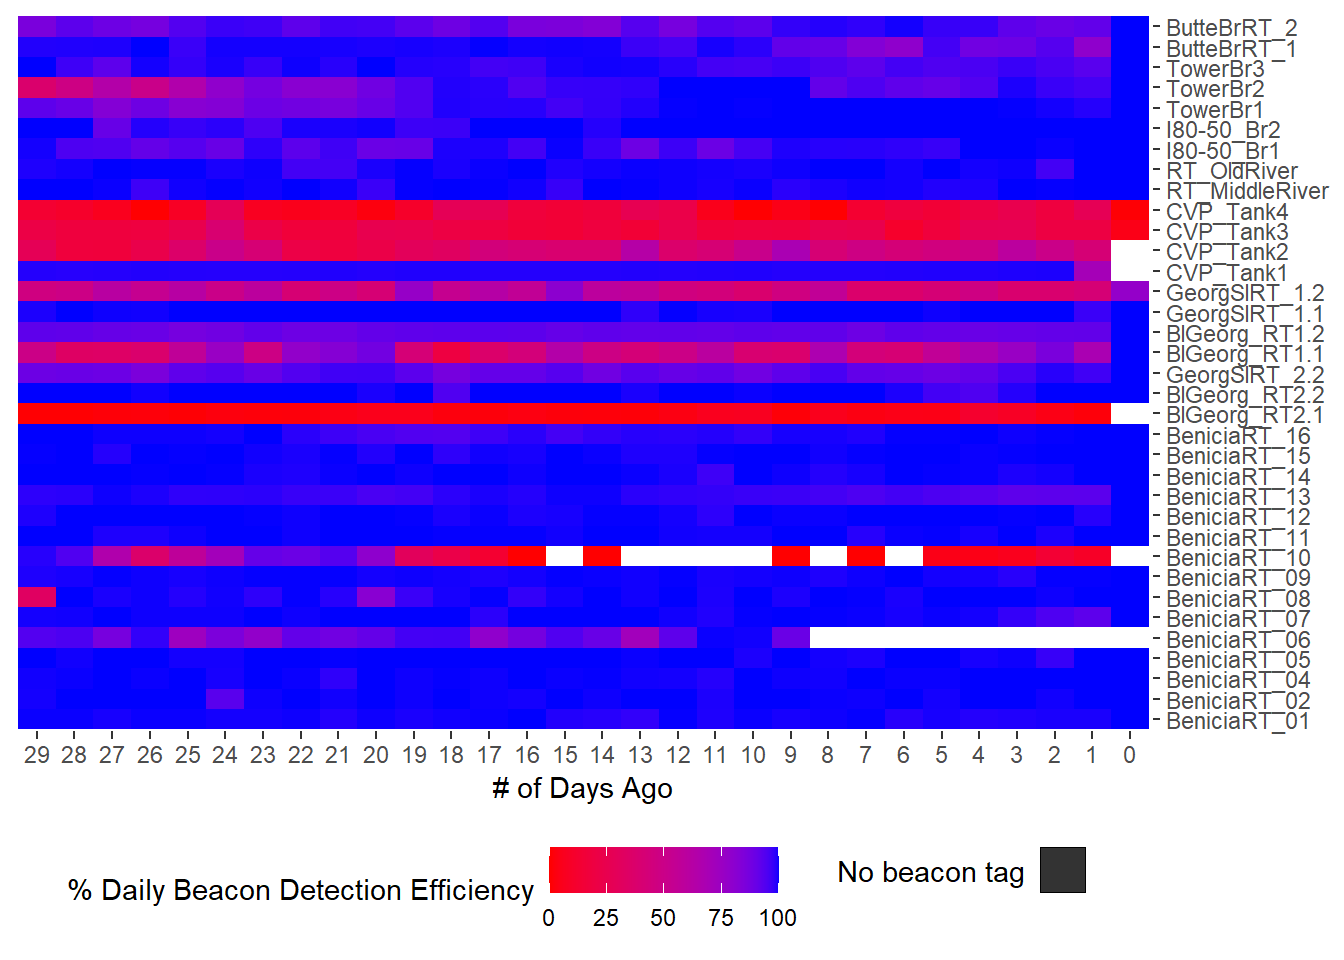 ButteBrRT_2
ButteBrRT_1
TowerBr3
TowerBr2
TowerBr1
I80-50_Br2
I80-50_Br1
RT_OldRiver
RT_MiddleRiver
CVP_Tank4
CVP_Tank3
CVP_Tank2
CVP_Tank1
GeorgSlRT_1.2
GeorgSlRT_1.1
BlGeorg_RT1.2
BlGeorg_RT1.1
GeorgSlRT_2.2
BlGeorg_RT2.2
BlGeorg_RT2.1
BeniciaRT_16
BeniciaRT_15
BeniciaRT_14
BeniciaRT_13
BeniciaRT_12
BeniciaRT_11
BeniciaRT_10
BeniciaRT_09
BeniciaRT_08
BeniciaRT_07
BeniciaRT_06
BeniciaRT_05
BeniciaRT_04
BeniciaRT_02
BeniciaRT_01
29 28 27 26 25 24 23 22 21 20 19 18 17 16 15 14 13 12 11 10 9 8 7 6 5 4 3 2 1 0
# of Days Ago
% Daily Beacon Detection Efficiency
0 25 50 75 100
No beacon tag